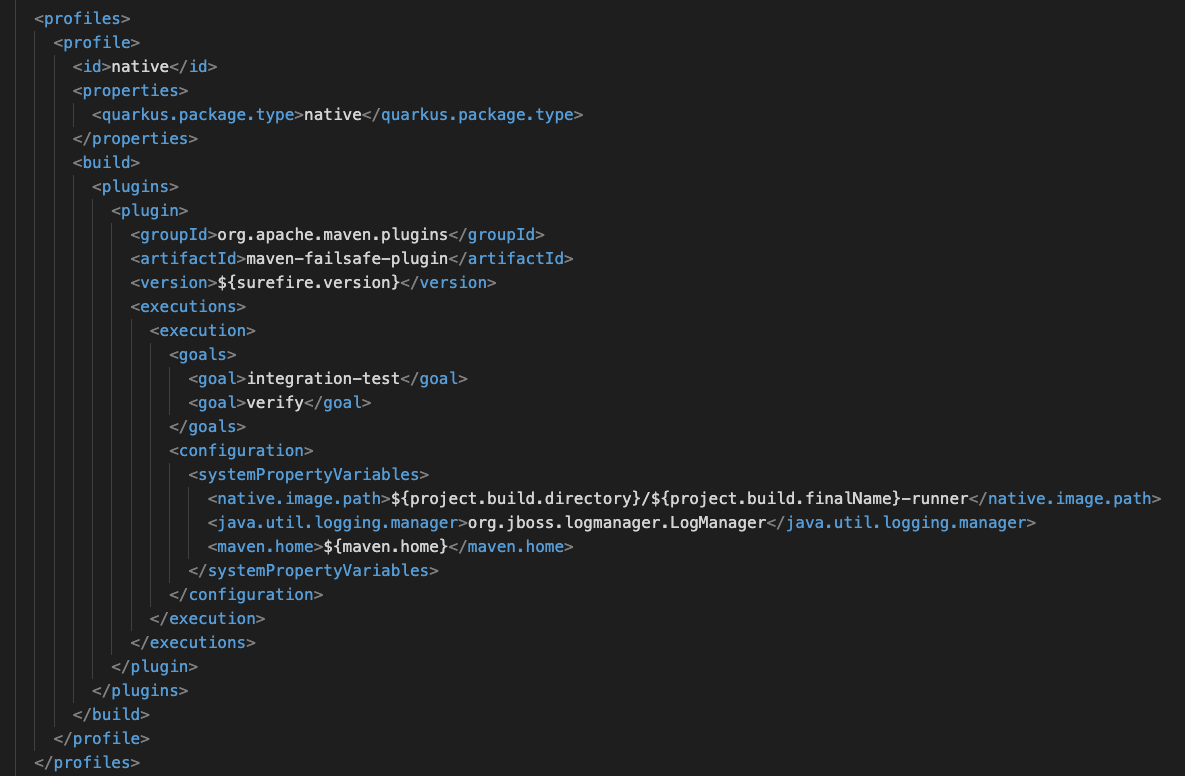 <profiles>
<profile>
<id>native</id>
<properties>
<quarkus.package.type>native</quarkus.package.type>
</properties>
<build>
<plugins>
<plugin>
<groupId>org.apache.maven.plugins</groupId>
<artifactId>maven-failsafe-plugin</artifactId>
<version>${surefire.version}</version>
<executions>
<execution>
<goals>
<goal>integration-test</goal>
<goal>verify</goal>
</goals>
<configuration>
<systemPropertyVariables>
<native.image.path>${project.build.directory}/${project.build.finalName}-runner</native.image.path>
<java.util.logging.manager>org.jboss.logmanager.LogManager</java.util.logging.manager>
<maven.home>${maven.home}</maven.home>
</systemPropertyVariables>
</configuration>
</execution>
</executions>
</plugin>
</plugins>
</build>
</profile>
</profiles>